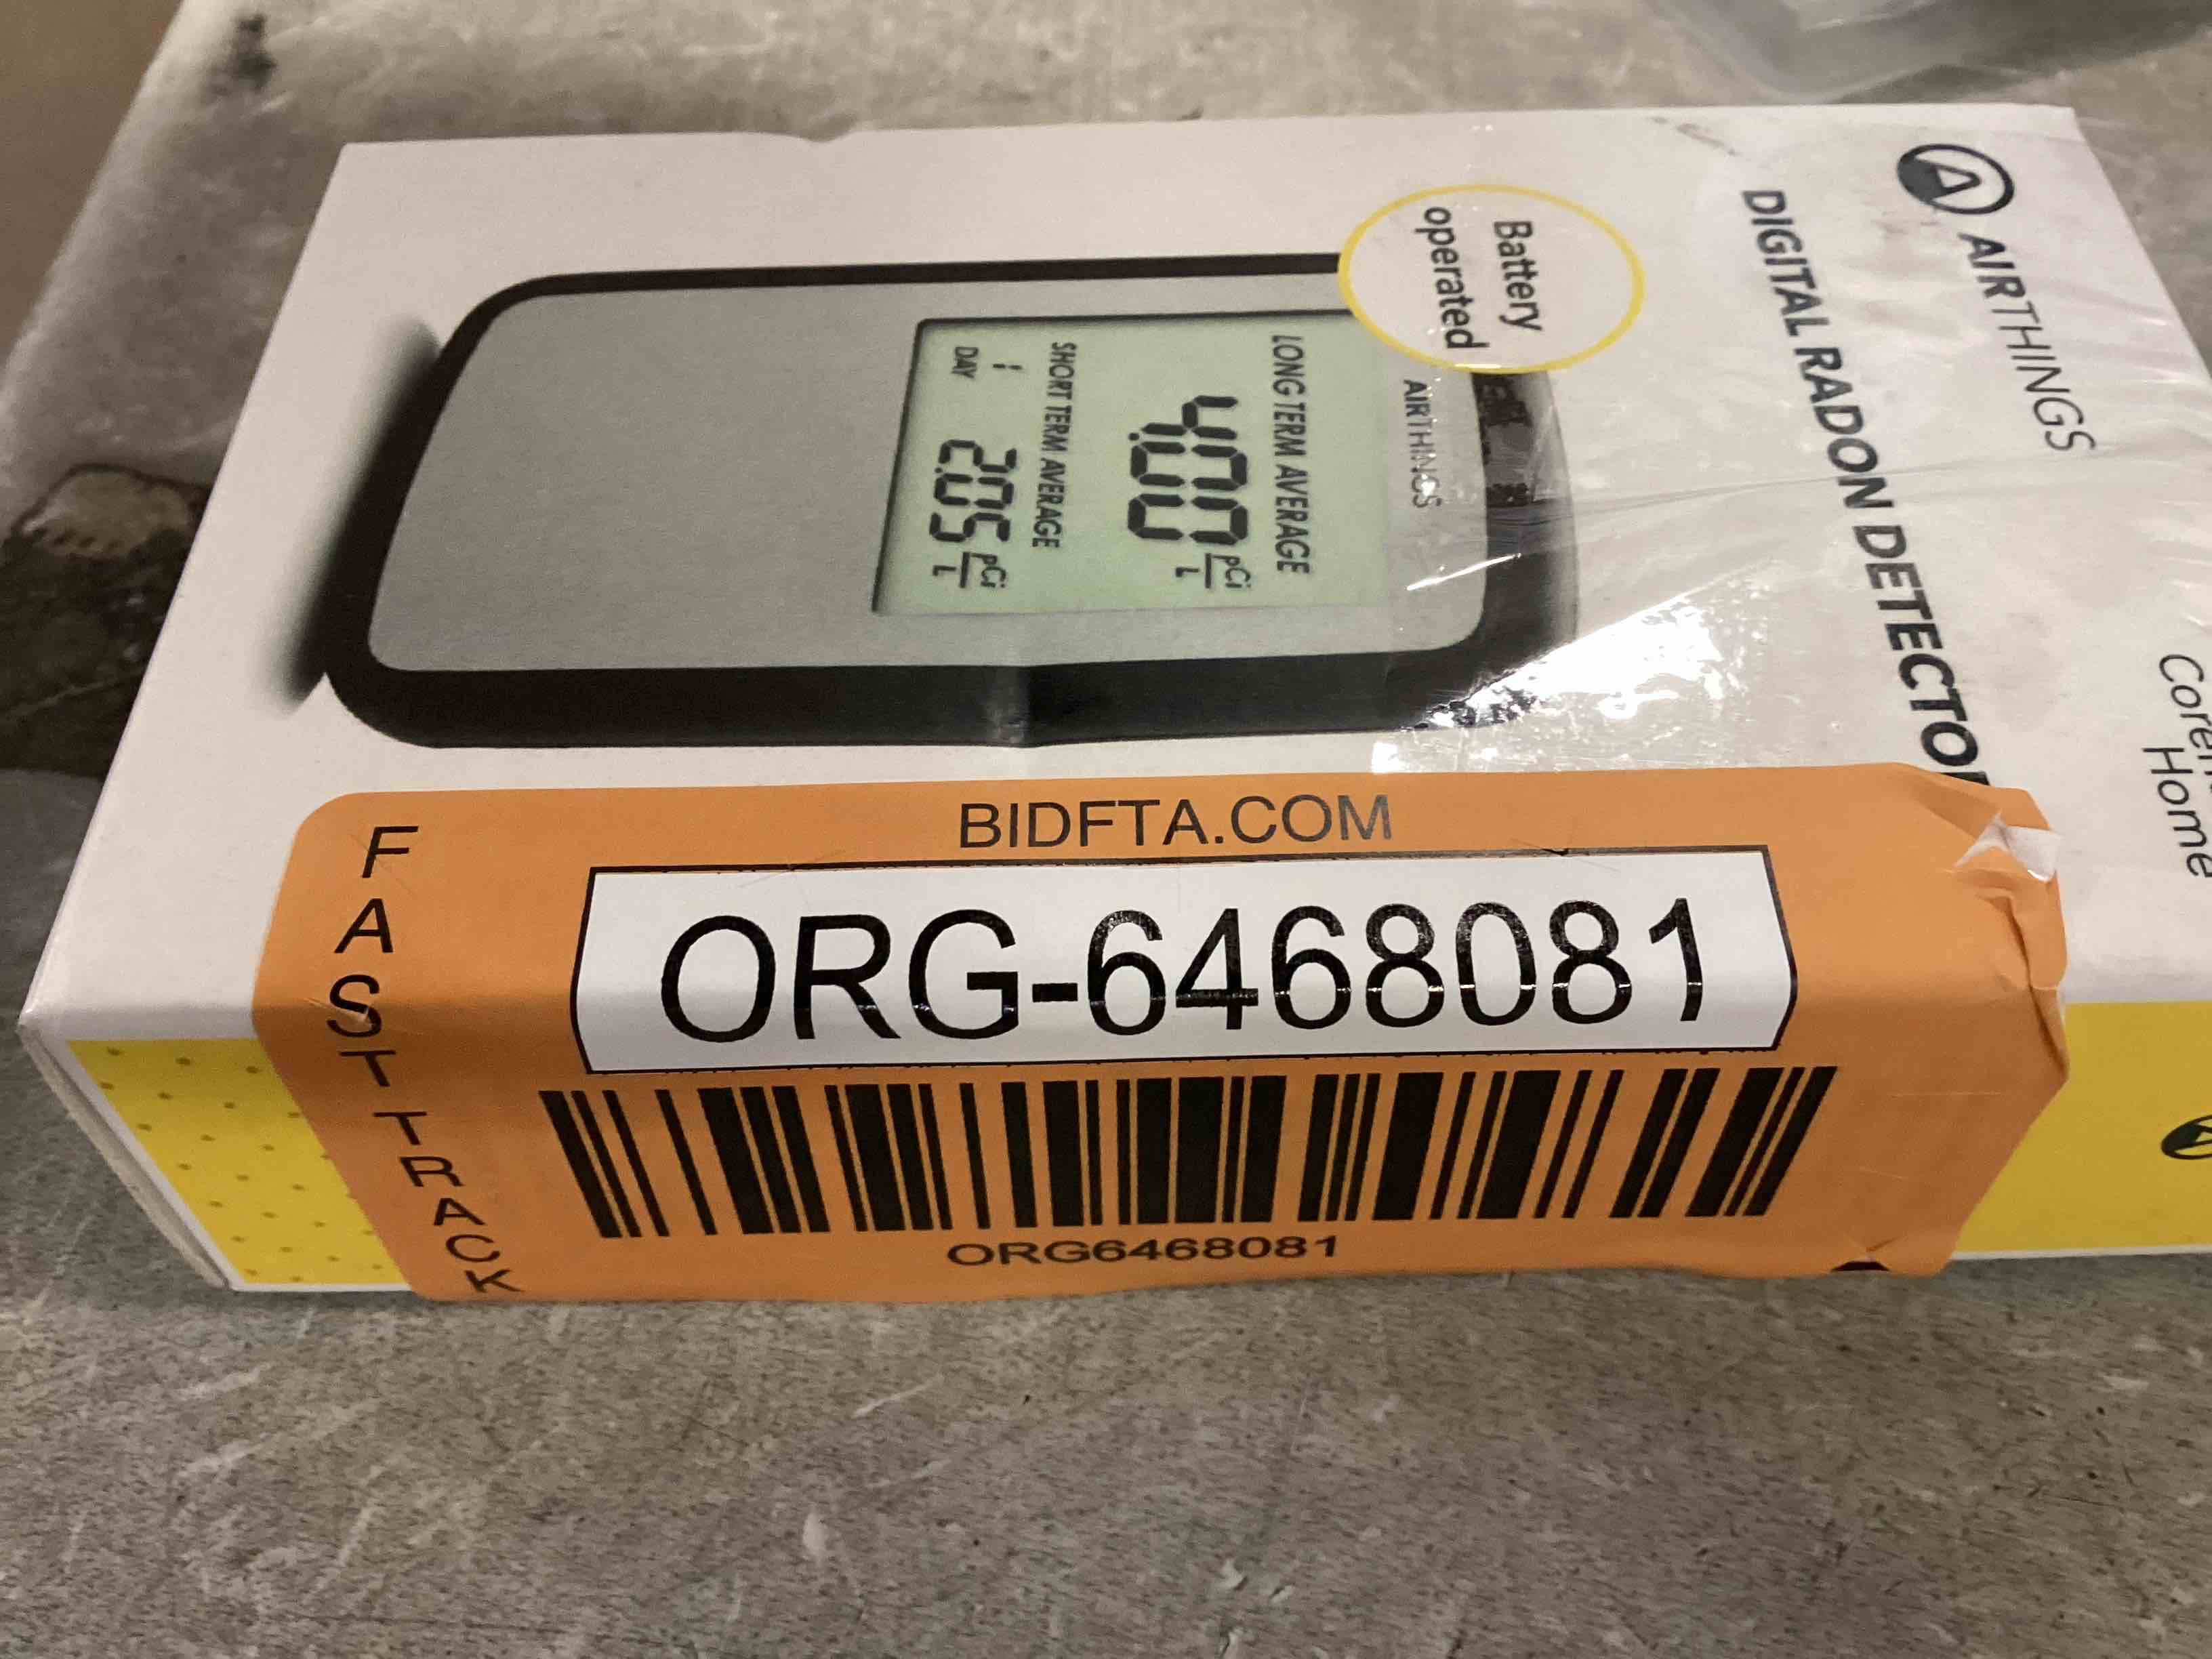 AIRTHINGS
DIGITAL RADON DETECTOR
Battery
operated
AIRTHINGS
LONG TERM AVERAGE
4.00 pCi/L
SHORT TERM AVERAGE
1 DAY 2.05 pCi/L
Home
BIDFTA.COM
FAST TRACK
ORG-6468081
ORG6468081